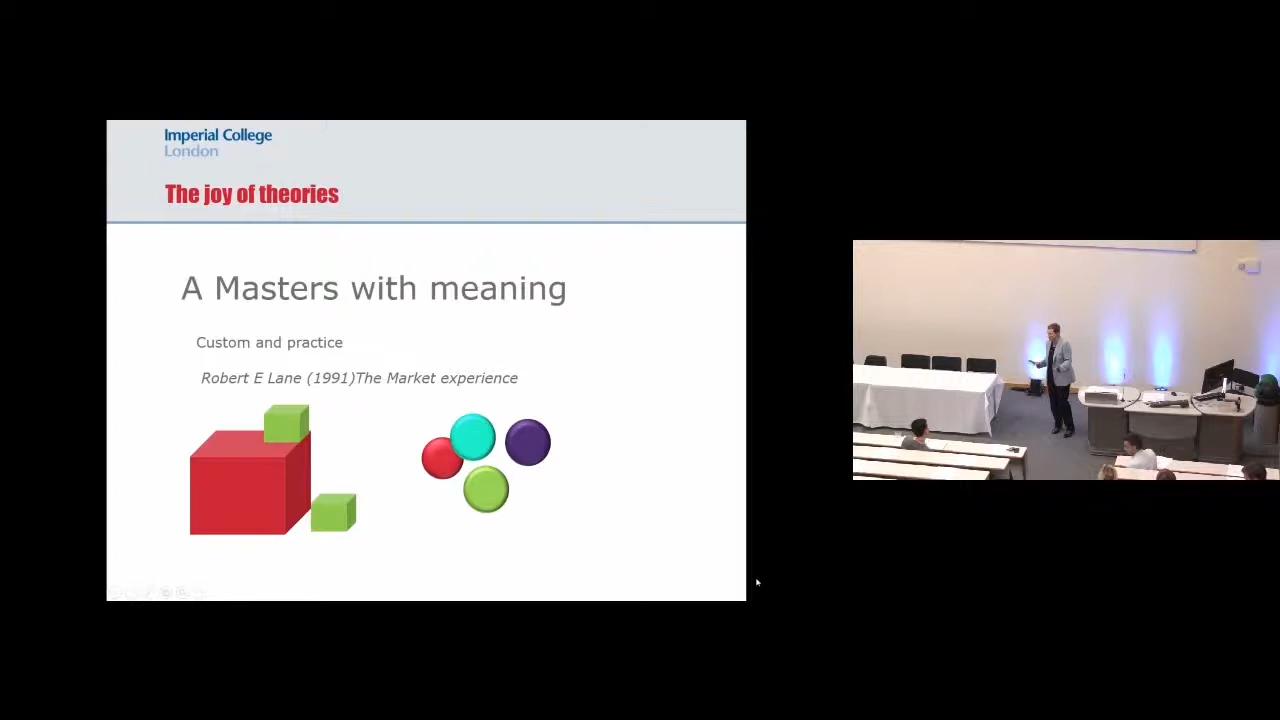 Imperial College
London
The joy of theories
A Masters with meaning
Custom and practice
Robert E Lane (1991)The Market experience